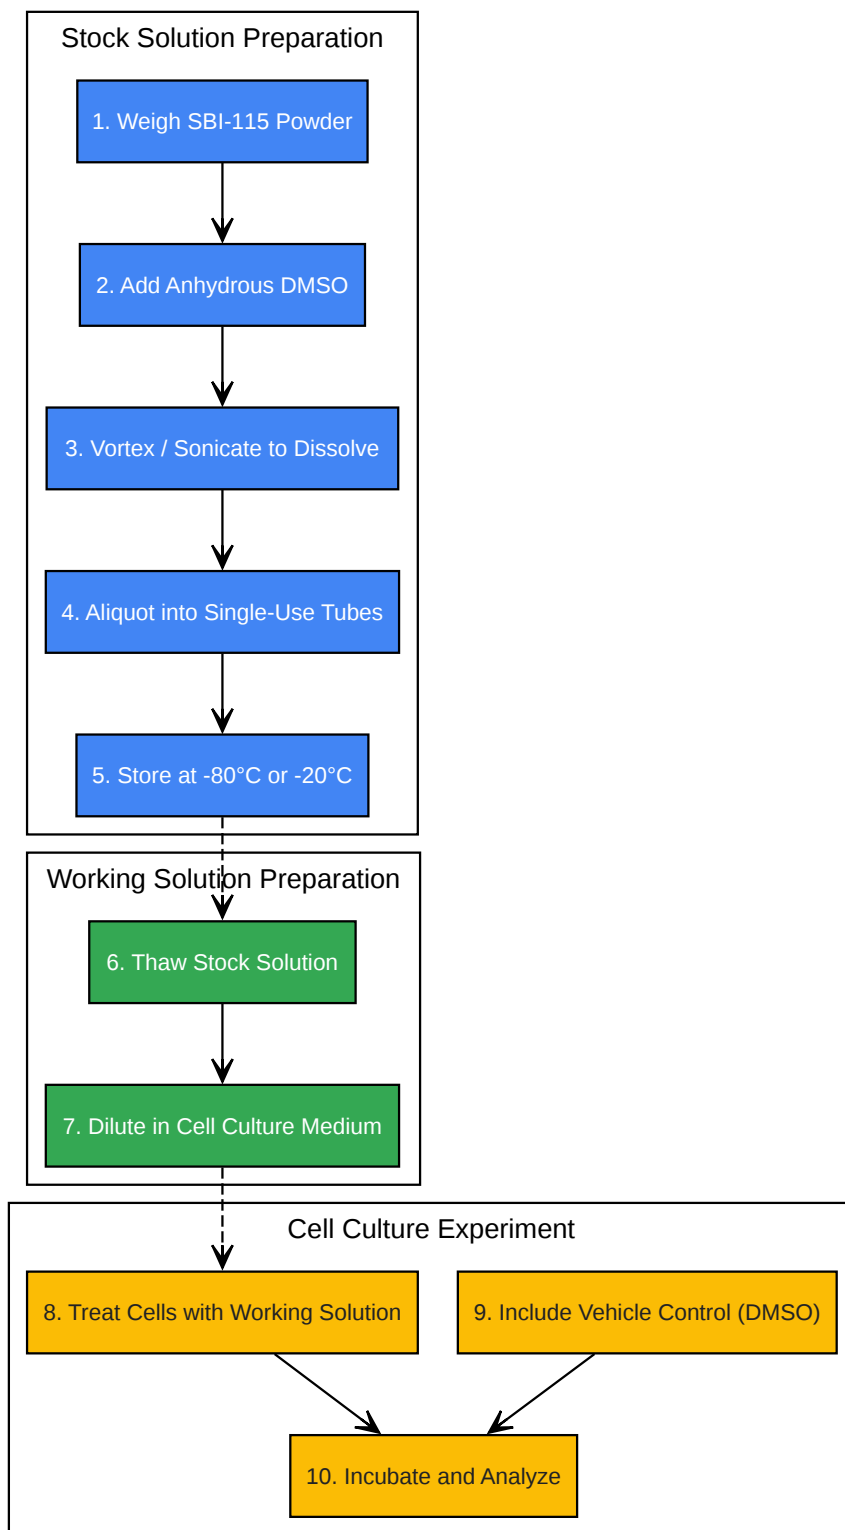 Stock Solution Preparation
1. Weigh SBI-115 Powder
2. Add Anhydrous DMSO
3. Vortex / Sonicate to Dissolve
4. Aliquot into Single-Use Tubes
5. Store at -80°C or -20°C
Working Solution Preparation
6. Thaw Stock Solution
7. Dilute in Cell Culture Medium
Cell Culture Experiment
8. Treat Cells with Working Solution
9. Include Vehicle Control (DMSO)
10. Incubate and Analyze